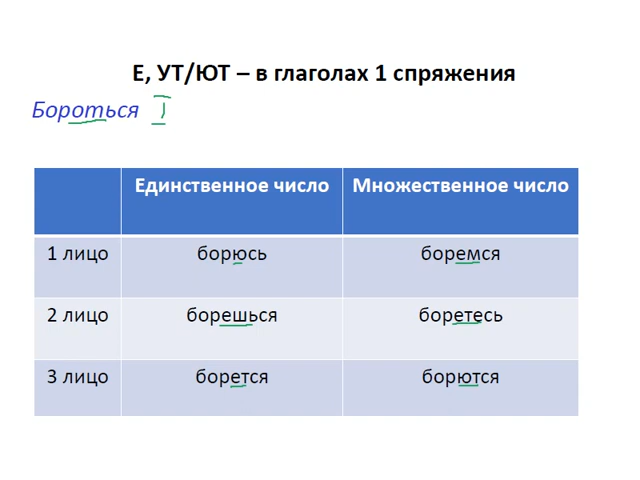 Е, УТ/ЮТ – в глаголах 1 спряжения
Бороться I
Единственное число Множественное число
1 лицо борюсь боремся
2 лицо борешься боретесь
3 лицо борется борются